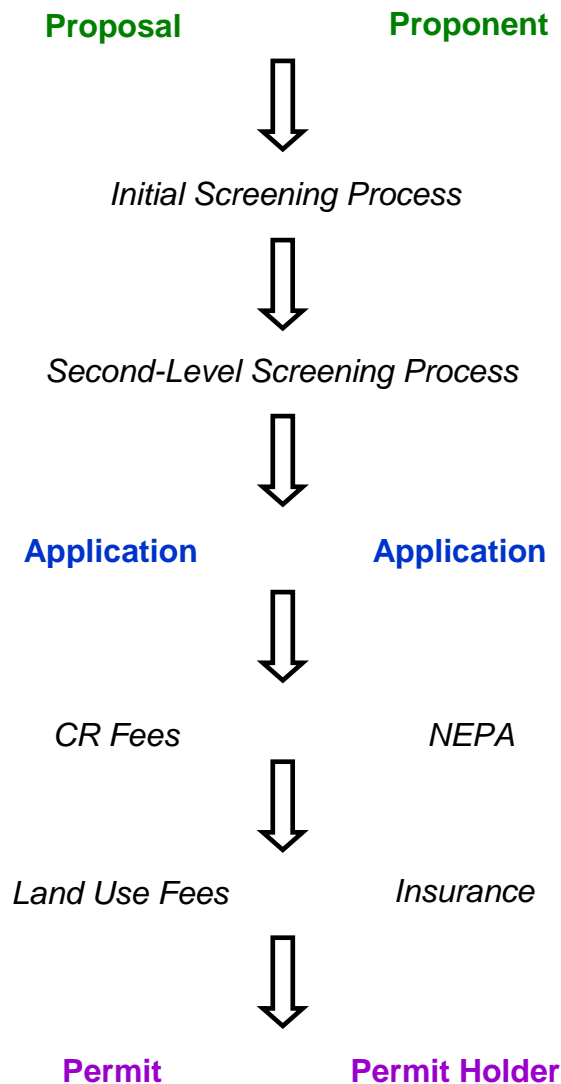 Proposal Proponent
Initial Screening Process
Second-Level Screening Process
Application Application
CR Fees NEPA
Land Use Fees Insurance
Permit Permit Holder